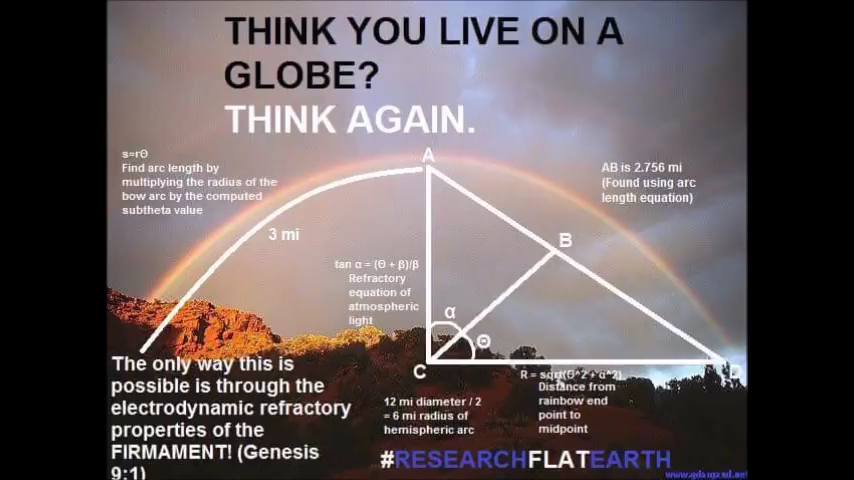 THINK YOU LIVE ON A
GLOBE?
THINK AGAIN.
s=rΘ
Find arc length by
multiplying the radius of the
bow arc by the computed
subtheta value
3 mi
A
AB is 2.756 mi
(Found using arc
length equation)
B
tan α = (Θ + β)/β
Refractory
equation of
atmospheric
light
α
Θ
C
D
R = sqrt(Θ^2 + α^2)
Distance from
rainbow end
point to
midpoint
12 mi diameter / 2
= 6 mi radius of
hemispheric arc
The only way this is
possible is through the
electrodynamic refractory
properties of the
FIRMAMENT! (Genesis
9:1)
#RESEARCHFLATEARTH